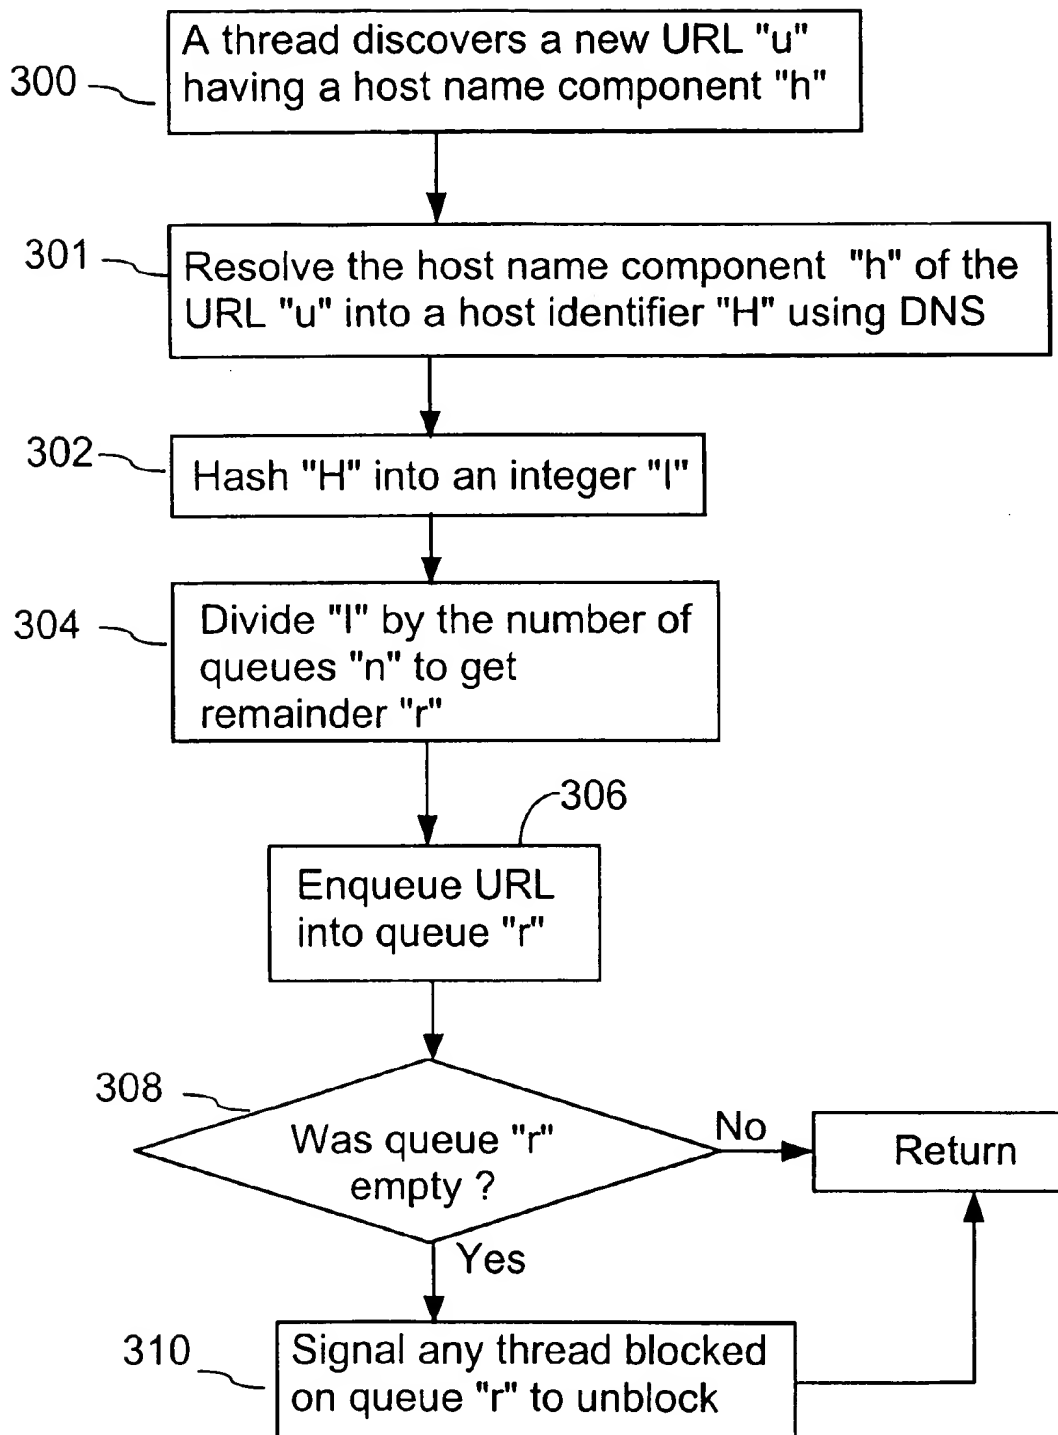 A thread discovers a new URL "u"
having a host name component "h"
300
301
Resolve the host name component "h" of the
URL "u" into a host identifier "H" using DNS
302
Hash "H" into an integer "I"
304
Divide "I" by the number of
queues "n" to get
remainder "r"
306
Enqueue URL
into queue "r"
308
Was queue "r"
empty ?
No
Return
Yes
310
Signal any thread blocked
on queue "r" to unblock